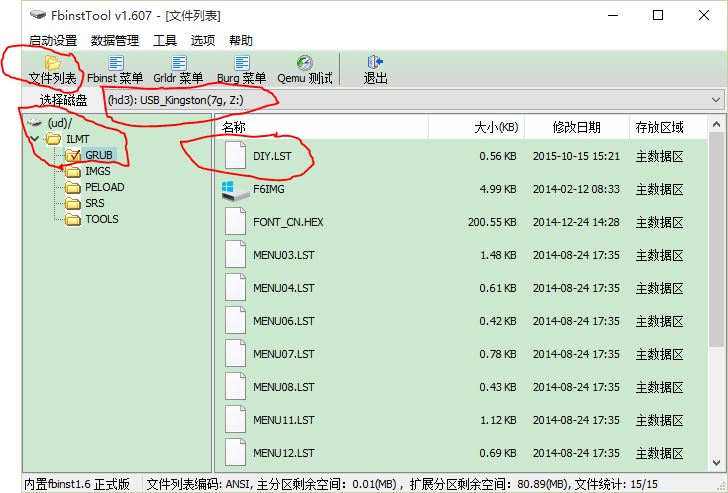 FbinstTool v1.607 - [文件列表]
启动设置 数据管理 工具 选项 帮助
文件列表 Fbinst 菜单 Grldr 菜单 Burg 菜单 Qemu 测试 退出
选择磁盘 (hd3): USB_Kingston(7g, Z:)
(ud)/
ILMT
GRUB
IMGS
PELOAD
SRS
TOOLS
名称 大小(KB) 修改日期 存放区域
DIY.LST 0.56 KB 2015-10-15 15:21 主数据区
F6IMG 4.99 KB 2014-02-12 08:33 主数据区
FONT_CN.HEX 200.55 KB 2014-12-24 14:28 主数据区
MENU03.LST 1.48 KB 2014-08-24 17:35 主数据区
MENU04.LST 0.61 KB 2014-08-24 17:35 主数据区
MENU06.LST 0.42 KB 2014-08-24 17:35 主数据区
MENU07.LST 0.78 KB 2014-08-24 17:35 主数据区
MENU08.LST 0.43 KB 2014-08-24 17:35 主数据区
MENU11.LST 1.12 KB 2014-08-24 17:35 主数据区
MENU12.LST 0.69 KB 2014-08-24 17:35 主数据区
内置fbinst1.6 正式版 文件列表编码: ANSI, 主分区剩余空间: 0.01(MB) , 扩展分区剩余空间: 80.89(MB), 文件统计: 15/15